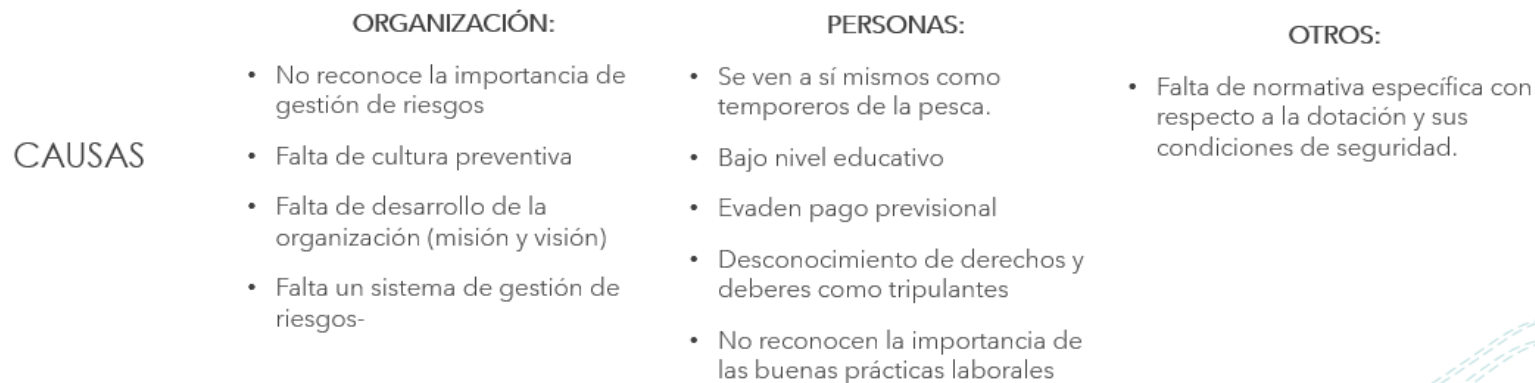 CAUSAS
ORGANIZACIÓN:
• No reconoce la importancia de
gestión de riesgos
• Falta de cultura preventiva
• Falta de desarrollo de la
organización (misión y visión)
• Falta un sistema de gestión de
riesgos-
PERSONAS:
• Se ven a sí mismos como
temporeros de la pesca.
• Bajo nivel educativo
• Evaden pago previsional
• Desconocimiento de derechos y
deberes como tripulantes
• No reconocen la importancia de
las buenas prácticas laborales
OTROS:
• Falta de normativa específica con
respecto a la dotación y sus
condiciones de seguridad.